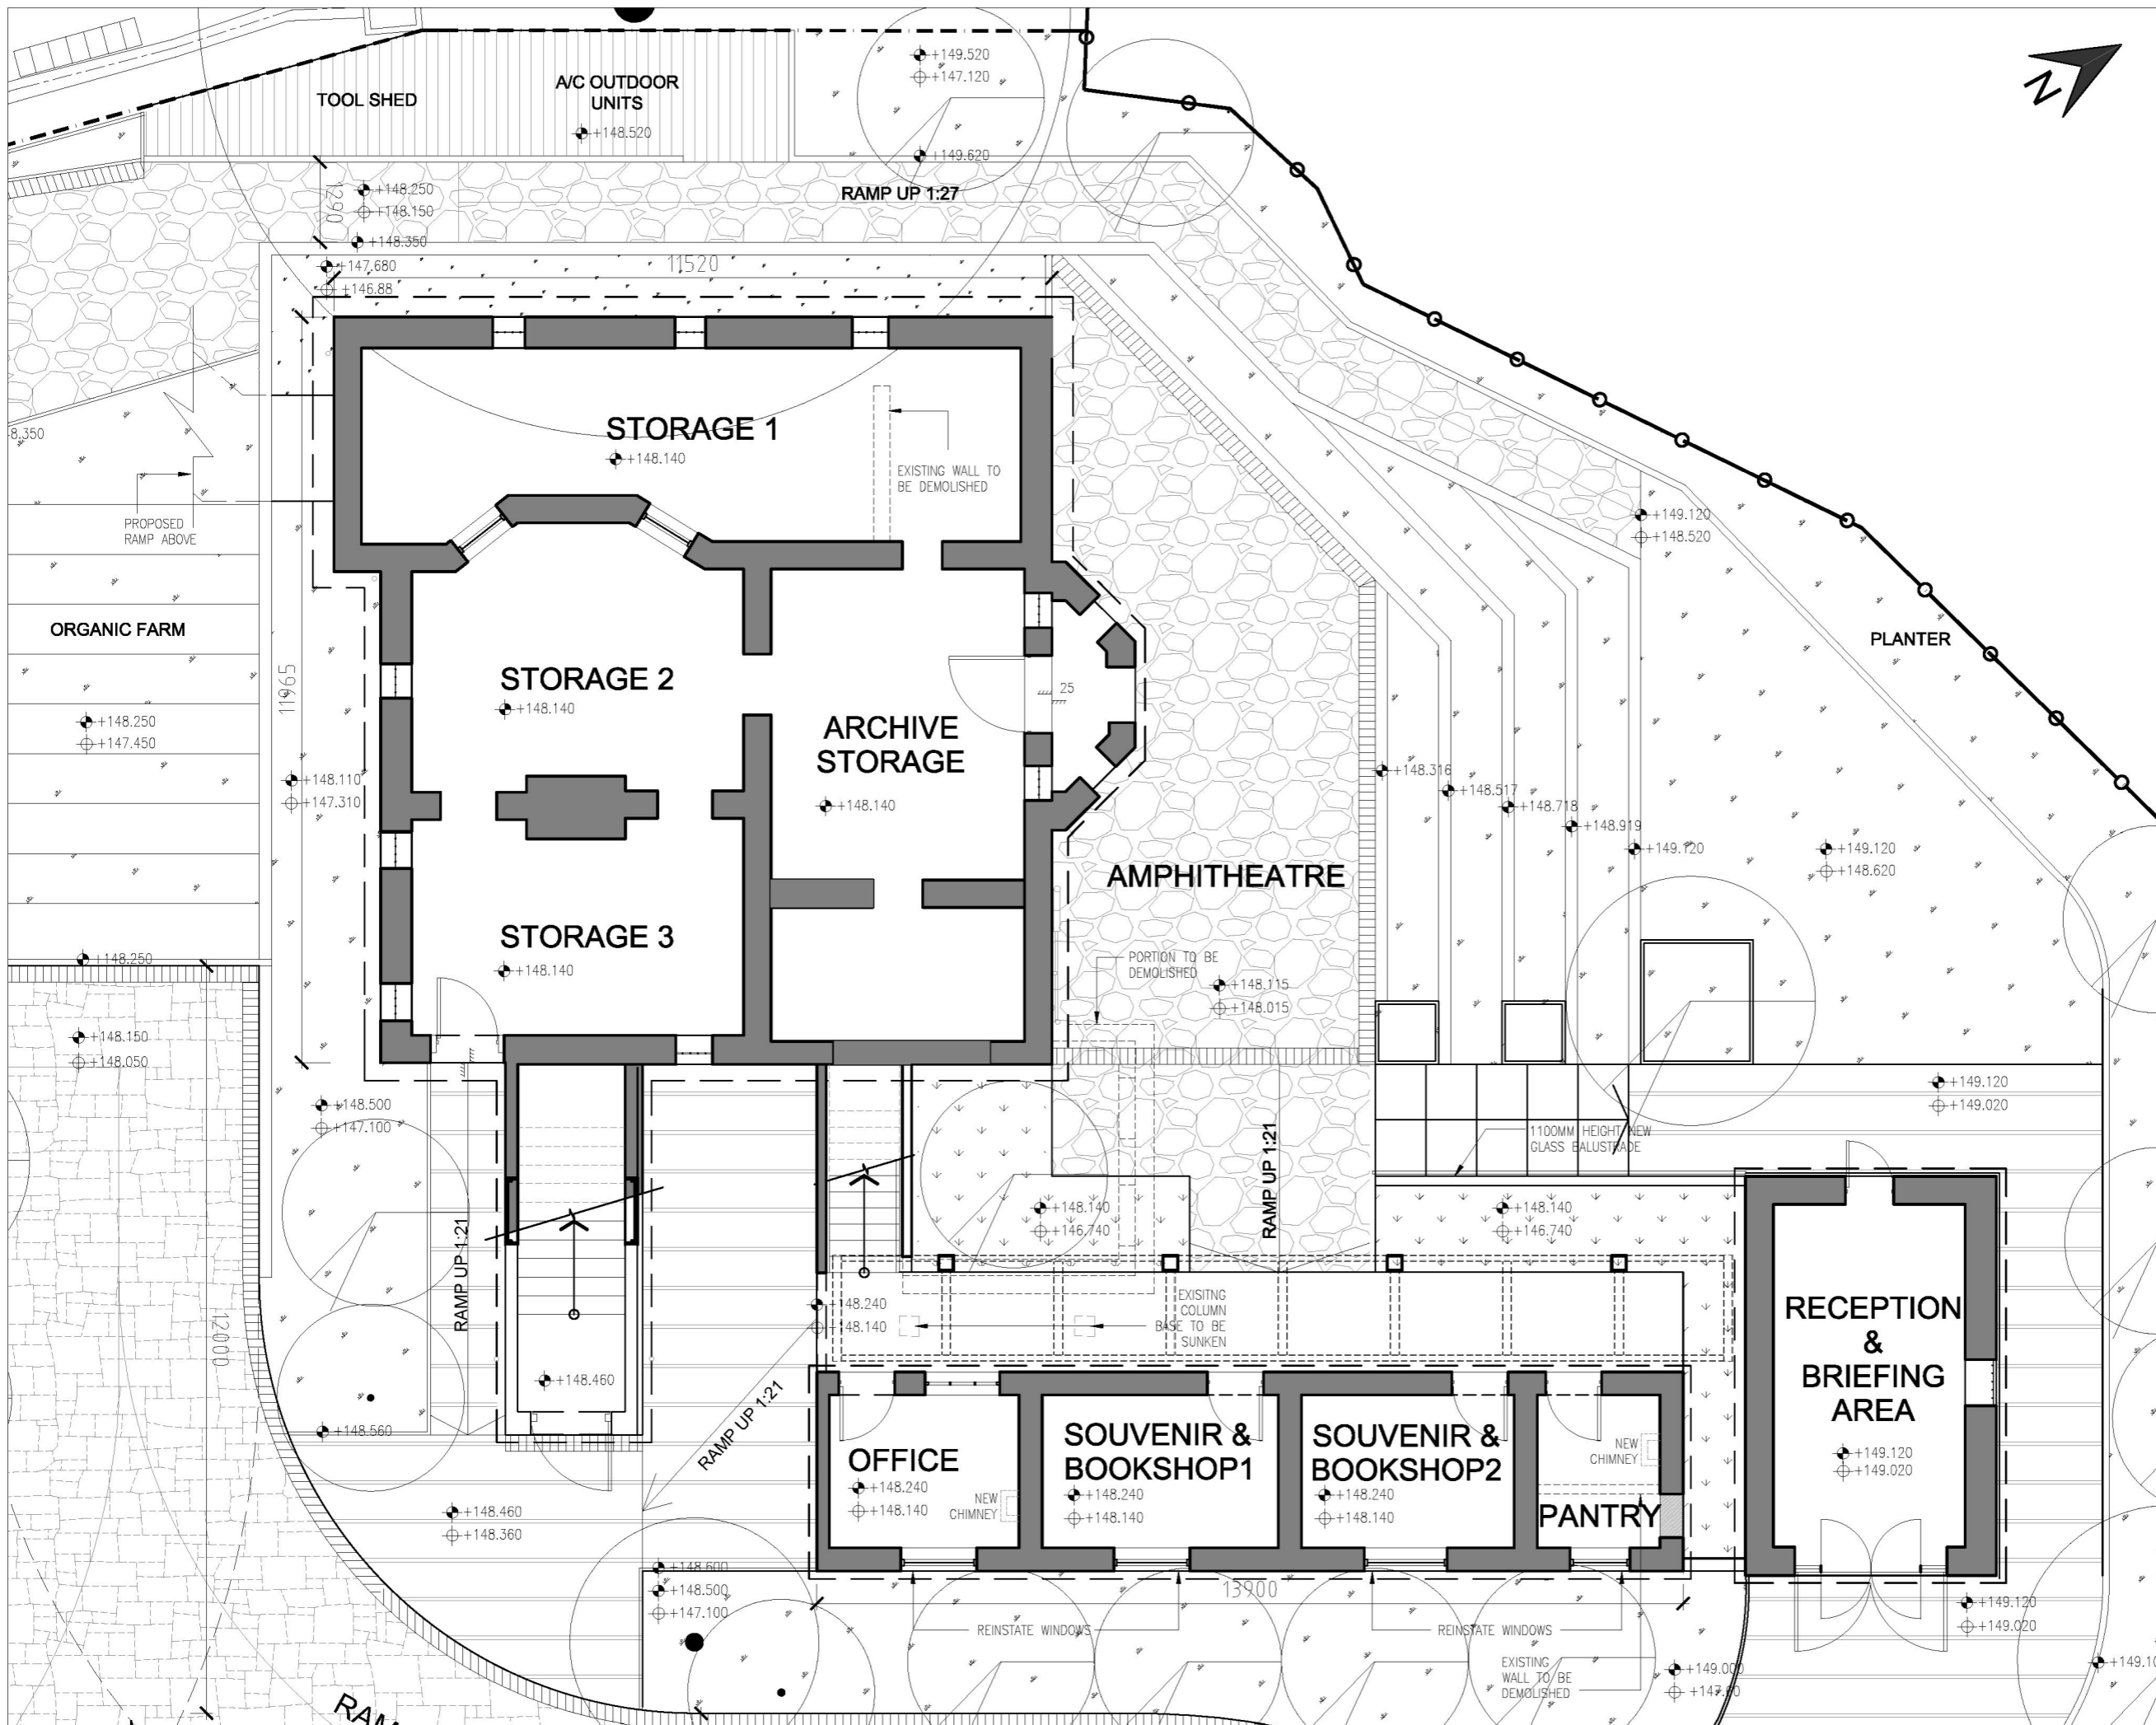 TOOL SHED
A/C OUTDOOR
UNITS
+148.520
+149.520
+147.120
+149.620
N
RAMP UP 1:27
1290
+148.250
+148.150
+148.350
+147.680
+146.88
11520
STORAGE 1
+148.140
EXISTING WALL TO
BE DEMOLISHED
8.350
PROPOSED
RAMP ABOVE
+149.120
+148.520
ORGANIC FARM
PLANTER
11965
STORAGE 2
+148.140
25
ARCHIVE
STORAGE
+148.140
+148.250
+147.450
+148.110
+147.310
+148.316
+148.517
+148.718
+148.919
+149.120
+149.120
+148.620
AMPHITHEATRE
STORAGE 3
+148.140
+148.250
PORTION TO BE
DEMOLISHED
+148.115
+148.015
+148.150
+148.050
+148.500
+147.100
+149.120
+149.020
1100MM HEIGHT NEW
GLASS BALUSTRADE
RAMP UP 1:21
RAMP UP 1:21
+148.140
+146.740
+148.140
+146.740
12000
+148.240
+148.140
EXISITNG
COLUMN
BASE TO BE
SUNKEN
RECEPTION
&
BRIEFING
AREA
+149.120
+149.020
+148.460
RAMP UP 1:21
+148.560
OFFICE
+148.240
+148.140
NEW
CHIMNEY
SOUVENIR &
BOOKSHOP1
+148.240
+148.140
SOUVENIR &
BOOKSHOP2
+148.240
+148.140
NEW
CHIMNEY
PANTRY
+148.460
+148.360
+148.600
+148.500
+147.100
13900
REINSTATE WINDOWS
REINSTATE WINDOWS
EXISTING
WALL TO BE
DEMOLISHED
+149.120
+149.020
+149.000
+149.10